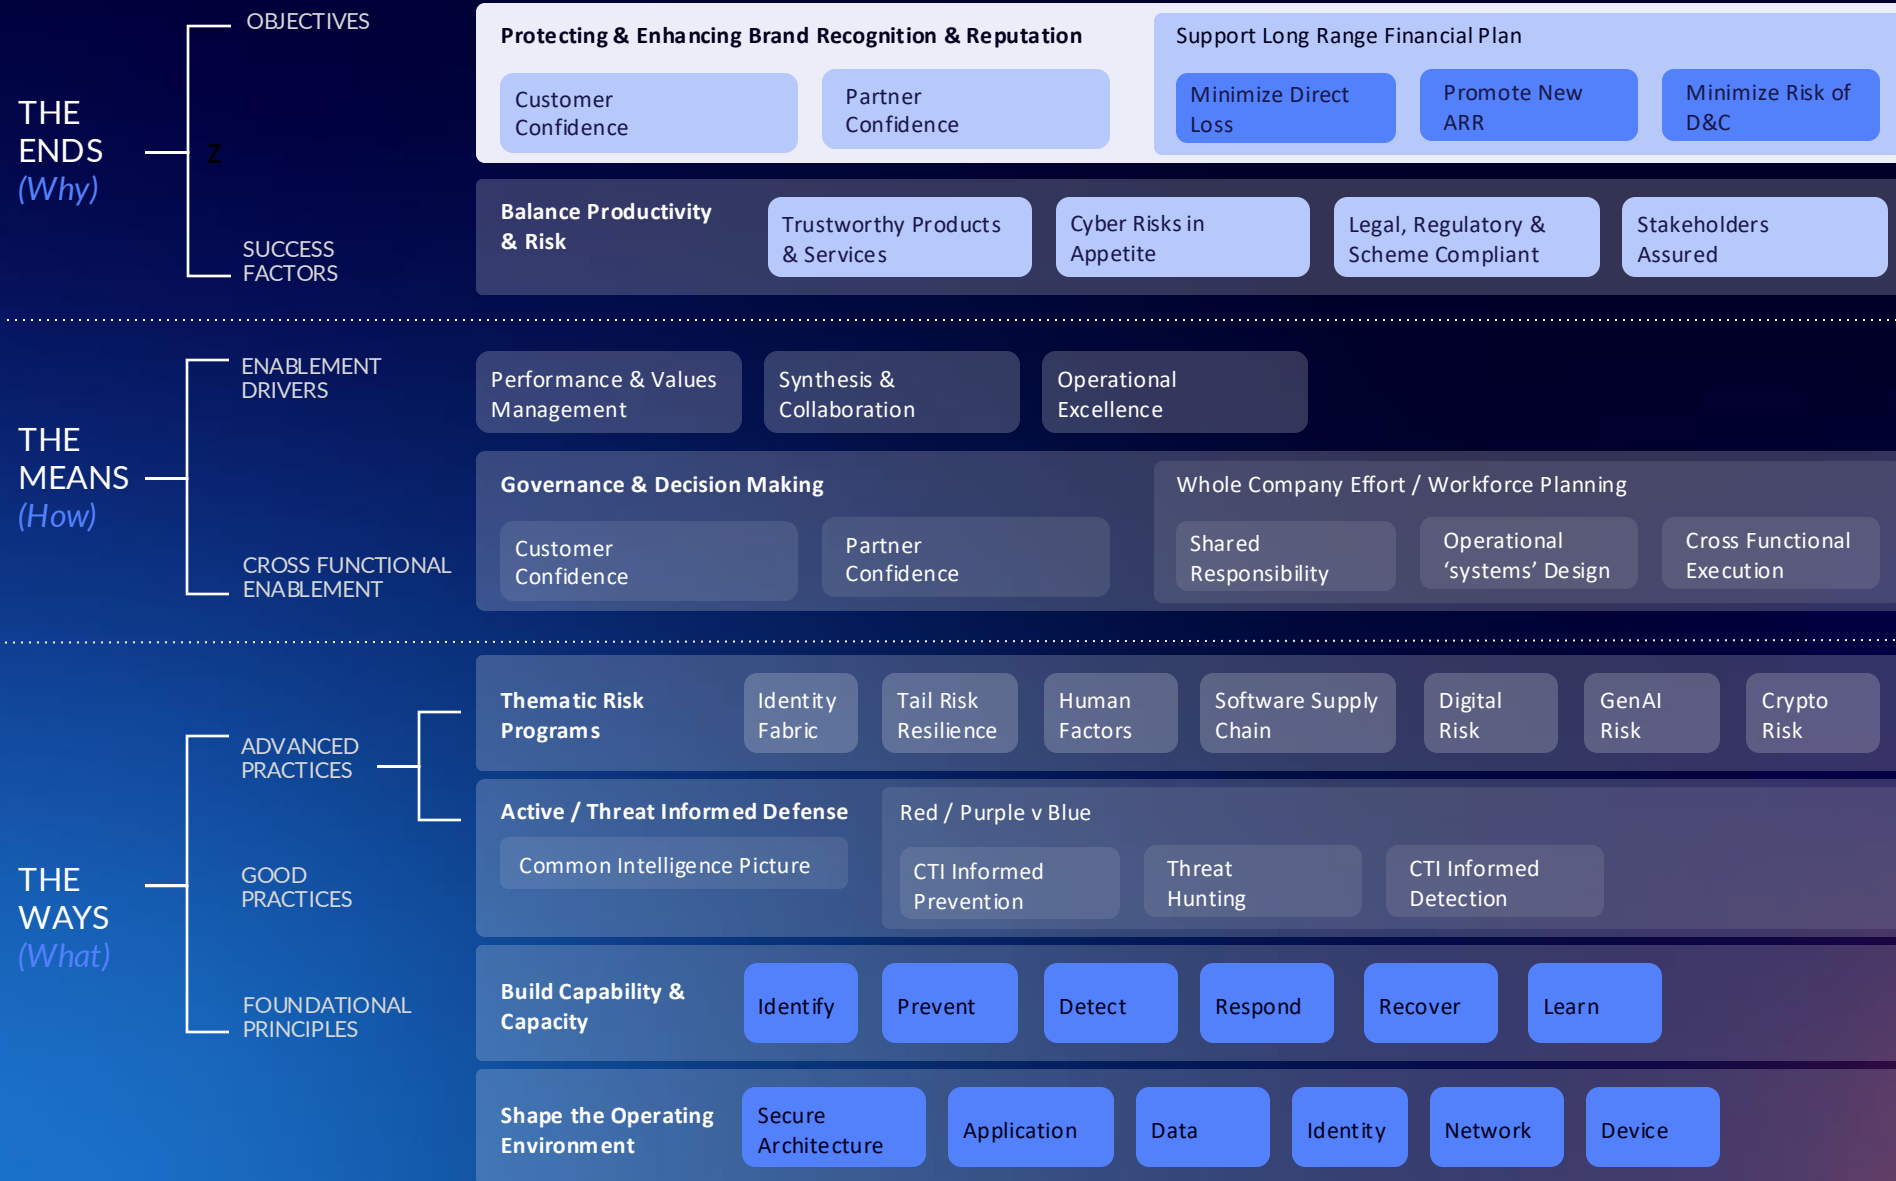 OBJECTIVES
THE
ENDS
(Why)
Z
SUCCESS
FACTORS
Protecting & Enhancing Brand Recognition & Reputation
Customer
Confidence
Partner
Confidence
Support Long Range Financial Plan
Minimize Direct
Loss
Promote New
ARR
Minimize Risk of
D&C
Balance Productivity
& Risk
Trustworthy Products
& Services
Cyber Risks in
Appetite
Legal, Regulatory &
Scheme Compliant
Stakeholders
Assured
THE
MEANS
(How)
ENABLEMENT
DRIVERS
CROSS FUNCTIONAL
ENABLEMENT
Performance & Values
Management
Synthesis &
Collaboration
Operational
Excellence
Governance & Decision Making
Customer
Confidence
Partner
Confidence
Whole Company Effort / Workforce Planning
Shared
Responsibility
Operational
‘systems’ Design
Cross Functional
Execution
THE
WAYS
(What)
ADVANCED
PRACTICES
GOOD
PRACTICES
FOUNDATIONAL
PRINCIPLES
Thematic Risk
Programs
Identity
Fabric
Tail Risk
Resilience
Human
Factors
Software Supply
Chain
Digital
Risk
GenAI
Risk
Crypto
Risk
Active / Threat Informed Defense
Common Intelligence Picture
Red / Purple v Blue
CTI Informed
Prevention
Threat
Hunting
CTI Informed
Detection
Build Capability &
Capacity
Identify
Prevent
Detect
Respond
Recover
Learn
Shape the Operating
Environment
Secure
Architecture
Application
Data
Identity
Network
Device